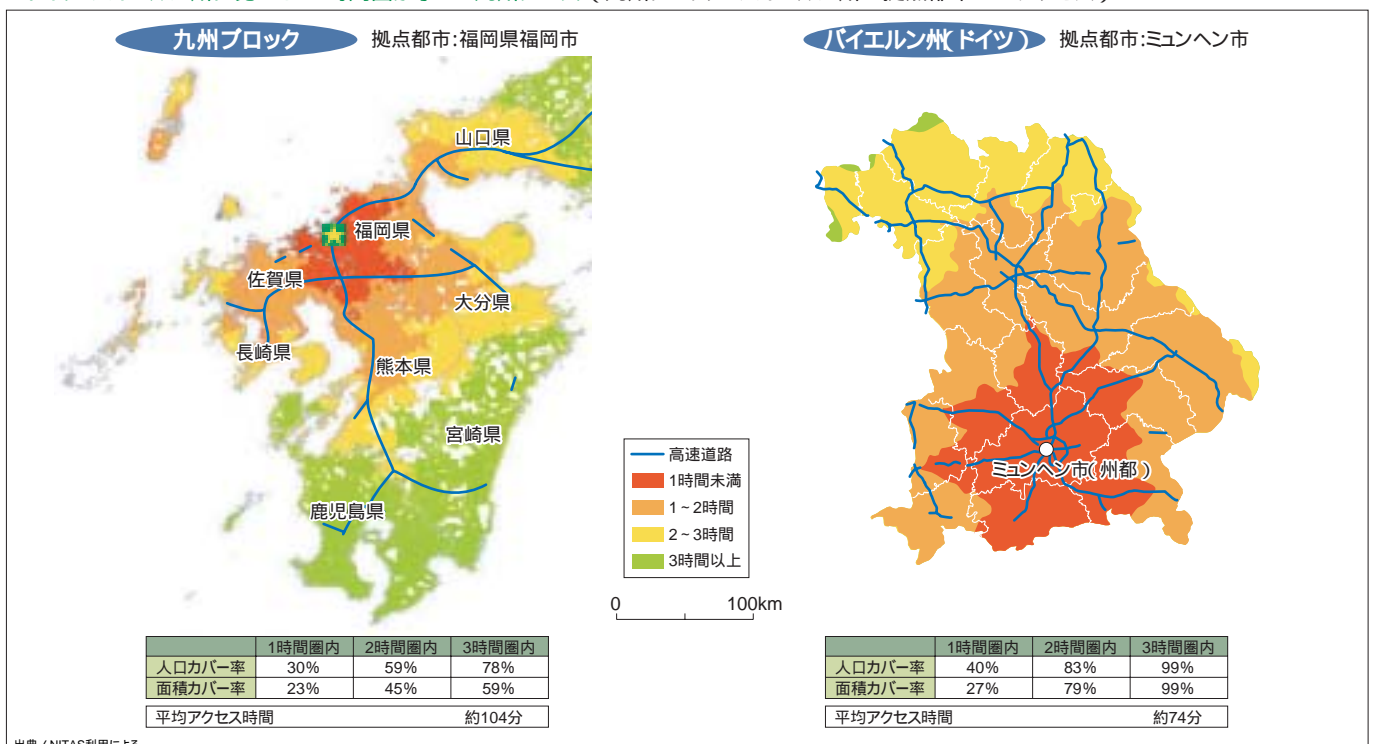 九州ブロック 拠点都市:福岡県福岡市
山口県
福岡県
佐賀県
大分県
長崎県
熊本県
宮崎県
鹿児島県
バイエルン州(ドイツ) 拠点都市:ミュンヘン市
ミュンヘン市(州都)
高速道路
1時間未満
1~2時間
2~3時間
3時間以上
0 100km
1時間圏内 2時間圏内 3時間圏内
人口カバー率 30% 59% 78%
面積カバー率 23% 45% 59%
平均アクセス時間 約104分
1時間圏内 2時間圏内 3時間圏内
人口カバー率 40% 83% 99%
面積カバー率 27% 79% 99%
平均アクセス時間 約74分